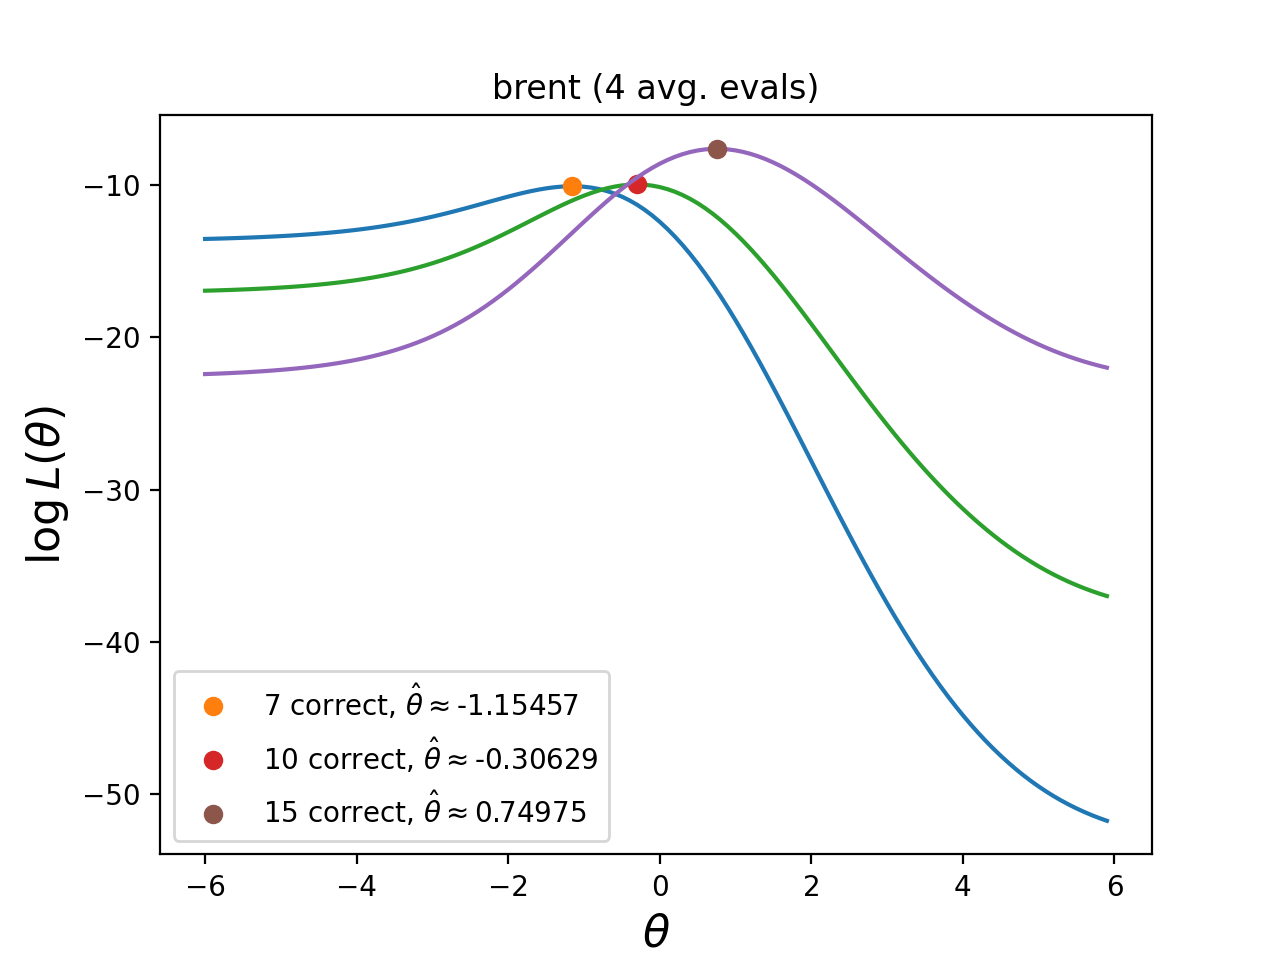 brent (4 avg. evals)
log L(θ)
−10
−20
−30
−40
−50
7 correct, θ̂ ≈ -1.15457
10 correct, θ̂ ≈ -0.30629
15 correct, θ̂ ≈ 0.74975
−6 −4 −2 0 2 4 6
θ